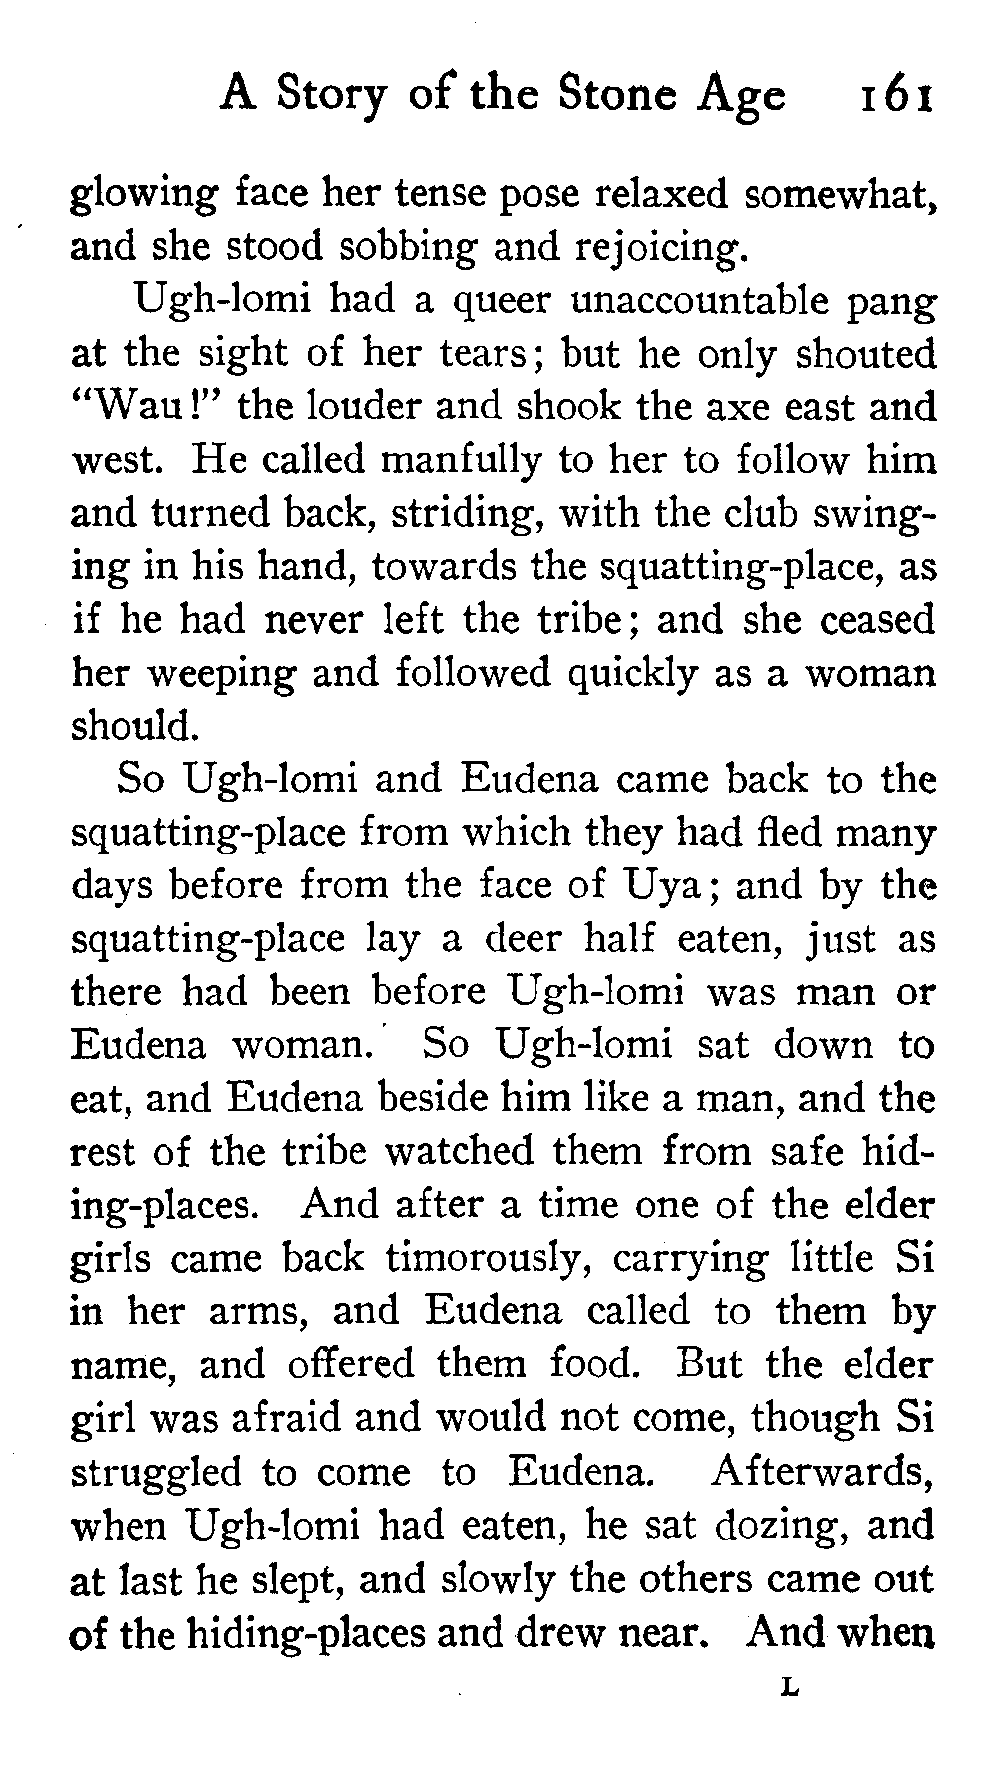 A Story of the Stone Age 161
glowing face her tense pose relaxed somewhat,
and she stood sobbing and rejoicing.
Ugh-lomi had a queer unaccountable pang
at the sight of her tears; but he only shouted
“Wau!” the louder and shook the axe east and
west. He called manfully to her to follow him
and turned back, striding, with the club swing-
ing in his hand, towards the squatting-place, as
if he had never left the tribe; and she ceased
her weeping and followed quickly as a woman
should.
So Ugh-lomi and Eudena came back to the
squatting-place from which they had fled many
days before from the face of Uya; and by the
squatting-place lay a deer half eaten, just as
there had been before Ugh-lomi was man or
Eudena woman. So Ugh-lomi sat down to
eat, and Eudena beside him like a man, and the
rest of the tribe watched them from safe hid-
ing-places. And after a time one of the elder
girls came back timorously, carrying little Si
in her arms, and Eudena called to them by
name, and offered them food. But the elder
girl was afraid and would not come, though Si
struggled to come to Eudena. Afterwards,
when Ugh-lomi had eaten, he sat dozing, and
at last he slept, and slowly the others came out
of the hiding-places and drew near. And when
L